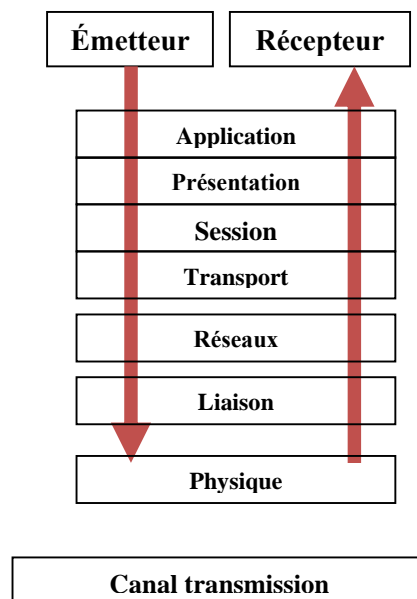 Émetteur
Récepteur
Application
Présentation
Session
Transport
Réseaux
Liaison
Physique
Canal transmission